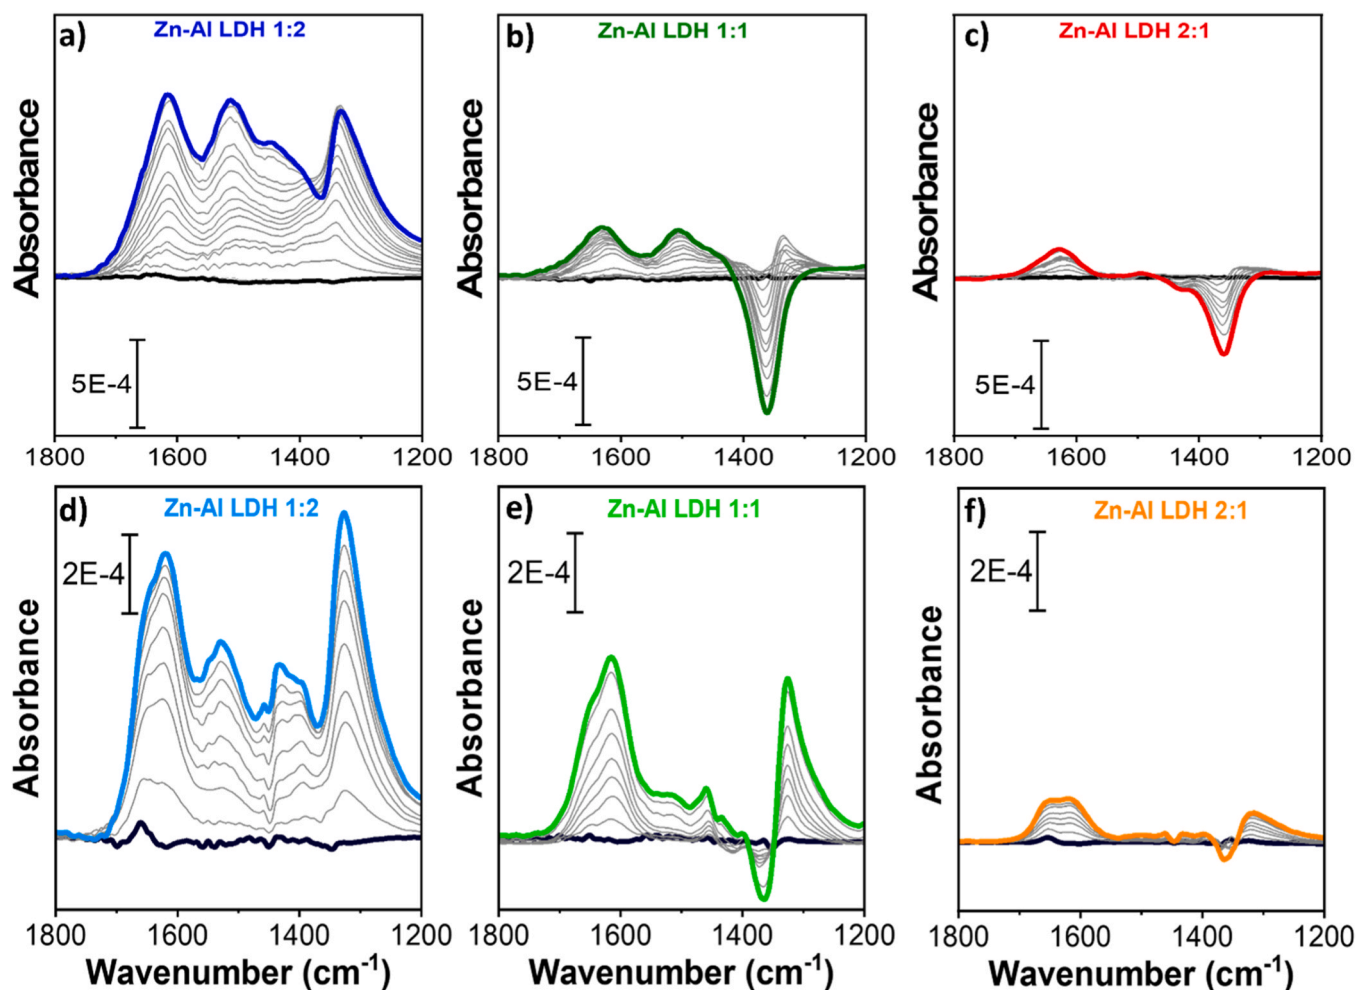 a) Zn-Al LDH 1:2
Absorbance
5E-4
1800 1600 1400 1200
b) Zn-Al LDH 1:1
Absorbance
5E-4
1800 1600 1400 1200
c) Zn-Al LDH 2:1
Absorbance
5E-4
1800 1600 1400 1200
d) Zn-Al LDH 1:2
2E-4
Absorbance
1800 1600 1400 1200
Wavenumber (cm⁻¹)
e) Zn-Al LDH 1:1
2E-4
Absorbance
1800 1600 1400 1200
Wavenumber (cm⁻¹)
f) Zn-Al LDH 2:1
2E-4
Absorbance
1800 1600 1400 1200
Wavenumber (cm⁻¹)